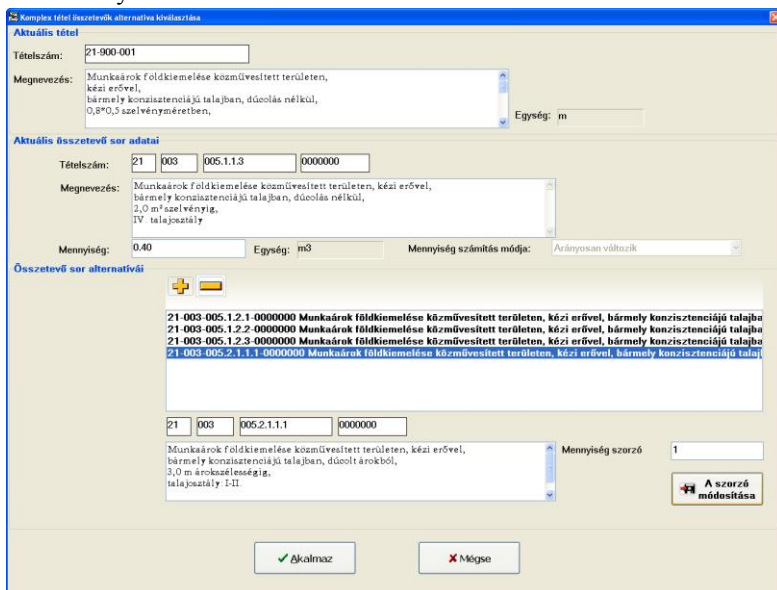 Komplex tétel összetevők alternatíva kiválasztása
Aktuális tétel
Tételszám: 21-900-001
Megnevezés: Munkaárok földkiemelése közművesített területen,
kézi erővel,
bármely konzisztenciájú talajban, dúcolás nélkül,
0,8*0,5 szelvényméretben,
Egység: m
Aktuális összetevő sor adatai
Tételszám: 21 003 005.1.1.3 0000000
Megnevezés: Munkaárok földkiemelése közművesített területen, kézi erővel,
bármely konzisztenciájú talajban, dúcolás nélkül,
2,0 m² szelvényig,
IV. talajosztály
Mennyiség: 0.40 Egység: m3 Mennyiség számítás módja: Arányosan változik
Összetevő sor alternatívái
21-003-005.1.2.1-0000000 Munkaárok földkiemelése közművesített területen, kézi erővel, bármely konzisztenciájú talajba
21-003-005.1.2.2-0000000 Munkaárok földkiemelése közművesített területen, kézi erővel, bármely konzisztenciájú talajba
21-003-005.1.2.3-0000000 Munkaárok földkiemelése közművesített területen, kézi erővel, bármely konzisztenciájú talajba
21-003-005.2.1.1.1-0000000 Munkaárok földkiemelése közművesített területen, kézi erővel, bármely konzisztenciájú talaj
21 003 005.2.1.1.1 0000000
Munkaárok földkiemelése közművesített területen, kézi erővel,
bármely konzisztenciájú talajban, dúcolt árokból,
3,0 m árokszélességig,
talajosztály: I-II.
Mennyiség szorzó 1
A szorzó
módosítása
Akalmaz Mégse